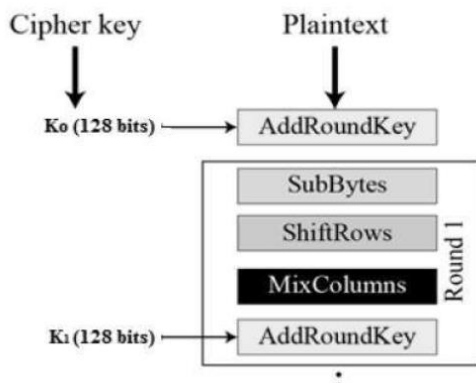 Cipher key
Plaintext
K₀ (128 bits)
AddRoundKey
SubBytes
ShiftRows
MixColumns
K₁ (128 bits)
AddRoundKey
Round 1